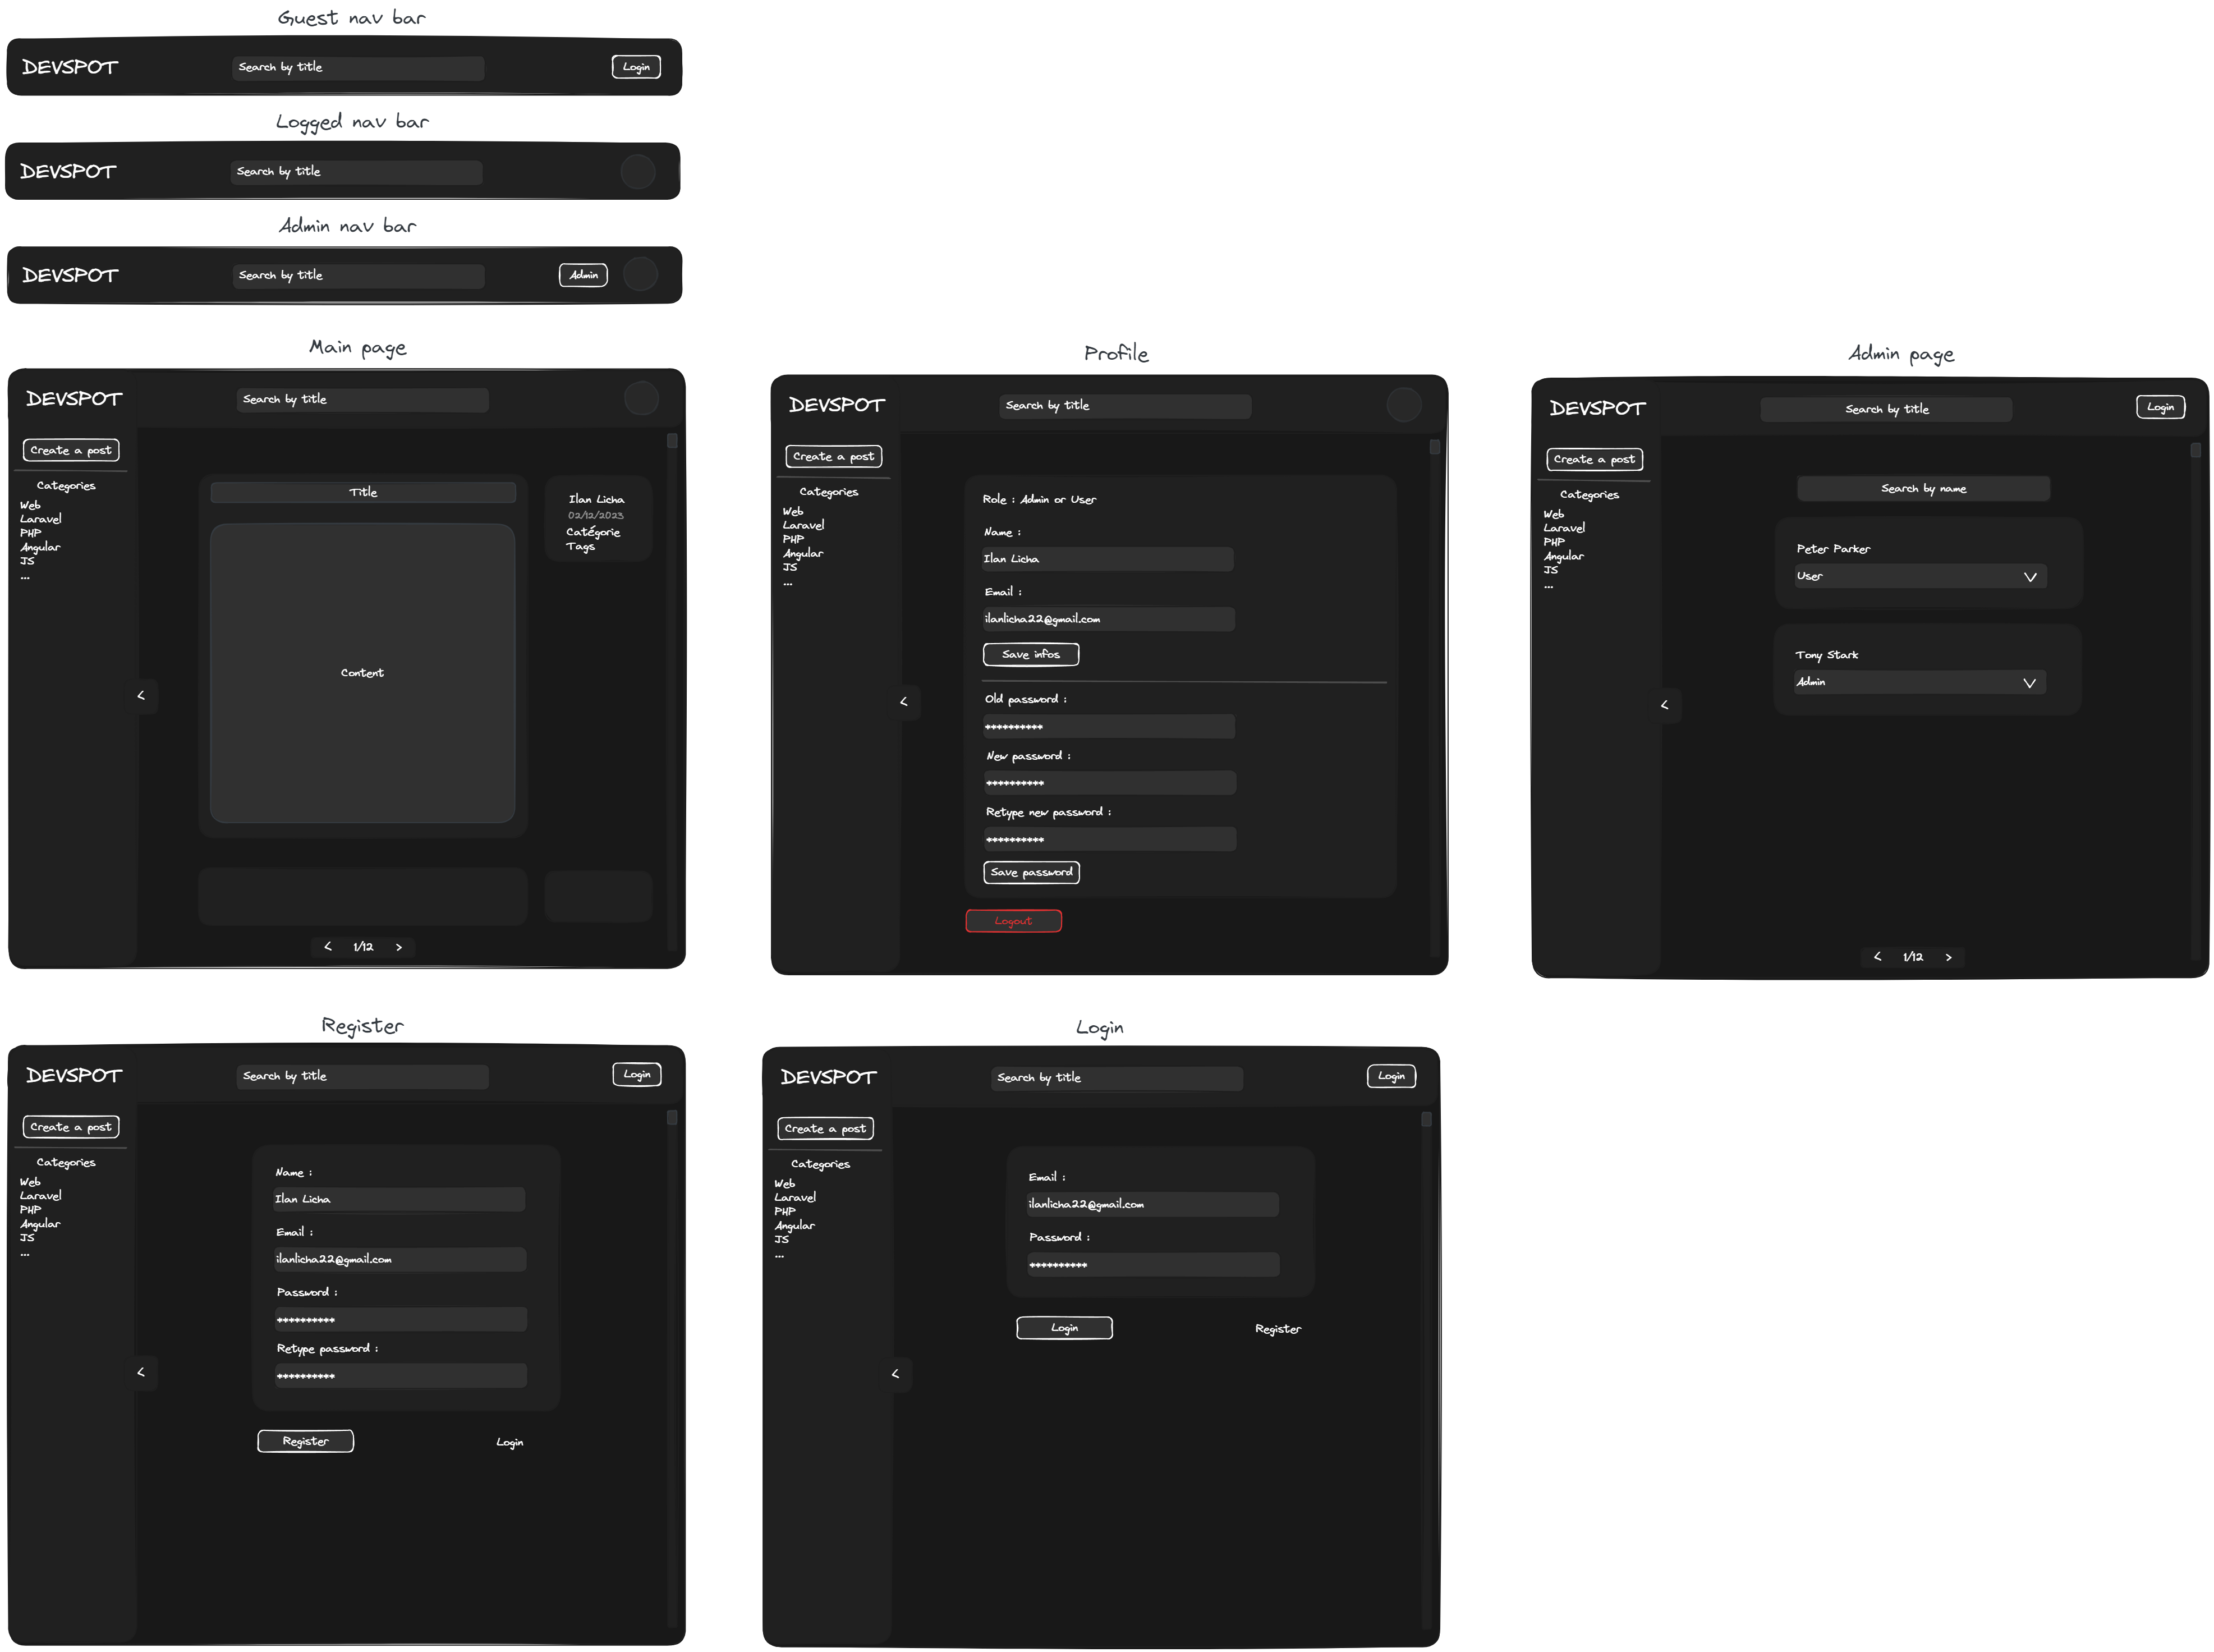 Guest nav bar
DEVSPOT
Search by title
Login
Logged nav bar
DEVSPOT
Search by title
Admin nav bar
DEVSPOT
Search by title
Admin
Main page
DEVSPOT
Search by title
Create a post
Categories
Web
Laravel
PHP
Angular
JS
...
<
Title
Content
Ilan Licha
02/12/2023
Catégorie
Tags
< 1/12 >
Profile
DEVSPOT
Search by title
Create a post
Categories
Web
Laravel
PHP
Angular
JS
...
<
Role : Admin or User
Name :
Ilan Licha
Email :
ilanlicha22@gmail.com
Save infos
Old password :
**********
New password :
**********
Retype new password :
**********
Save password
Logout
Admin page
DEVSPOT
Search by title
Login
Create a post
Categories
Web
Laravel
PHP
Angular
JS
...
<
Search by name
Peter Parker
User
Tony Stark
Admin
< 1/12 >
Register
DEVSPOT
Search by title
Login
Create a post
Categories
Web
Laravel
PHP
Angular
JS
...
<
Name :
Ilan Licha
Email :
ilanlicha22@gmail.com
Password :
**********
Retype password :
**********
Register
Login
Login
DEVSPOT
Search by title
Login
Create a post
Categories
Web
Laravel
PHP
Angular
JS
...
<
Email :
ilanlicha22@gmail.com
Password :
**********
Login
Register